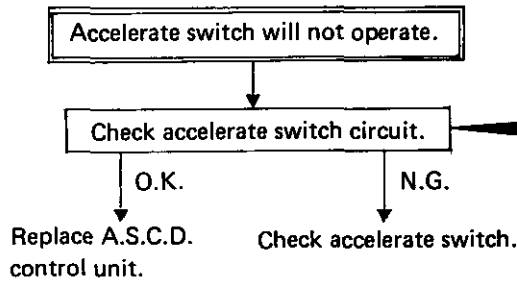 Accelerate switch will not operate.
Check accelerate switch circuit.
O.K.
N.G.
Replace A.S.C.D.
control unit.
Check accelerate switch.